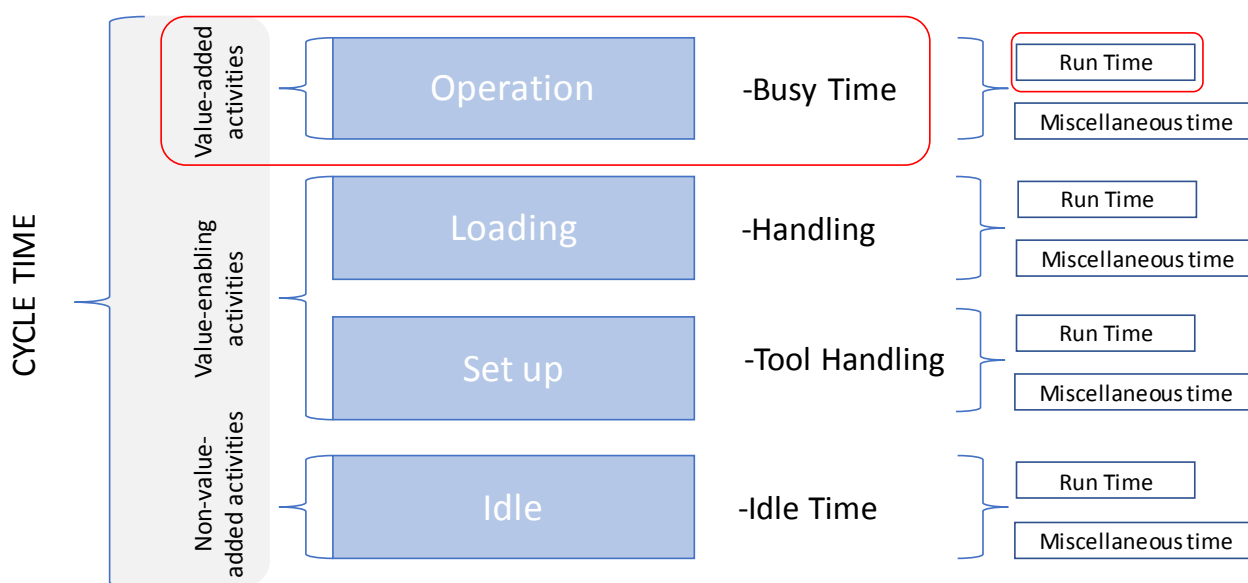 CYCLE TIME
Value-added
activities
Operation
-Busy Time
Run Time
Miscellaneous time
Value-enabling
activities
Loading
-Handling
Run Time
Miscellaneous time
Set up
-Tool Handling
Run Time
Miscellaneous time
Non-value-
added activities
Idle
-Idle Time
Run Time
Miscellaneous time